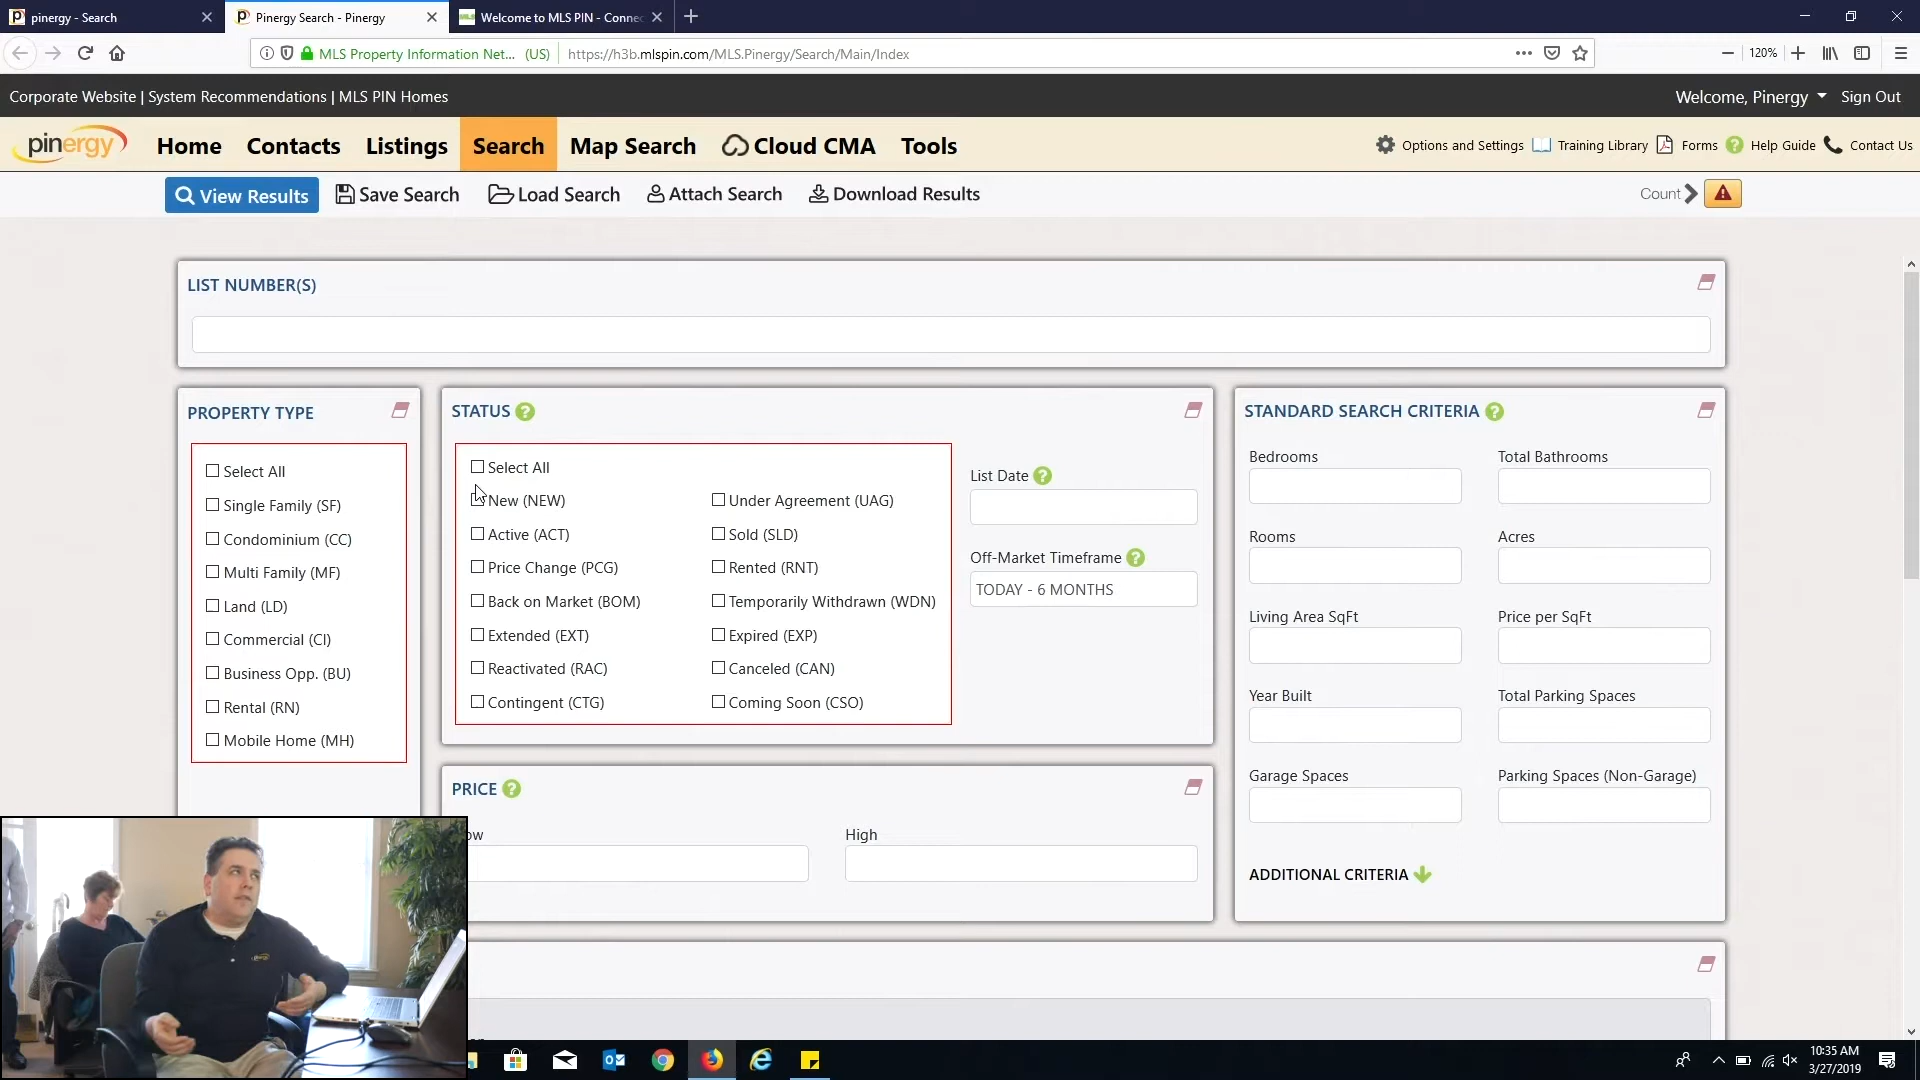 pinergy - Search
Pinergy Search - Pinergy
Welcome to MLS PIN - Connec
MLS Property Information Net... (US)
https://h3b.mlspin.com/MLS.Pinergy/Search/Main/Index
120%
Corporate Website | System Recommendations | MLS PIN Homes
Welcome, Pinergy
Sign Out
pinergy
Home
Contacts
Listings
Search
Map Search
Cloud CMA
Tools
Options and Settings
Training Library
Forms
Help Guide
Contact Us
View Results
Save Search
Load Search
Attach Search
Download Results
Count
LIST NUMBER(S)
PROPERTY TYPE
Select All
Single Family (SF)
Condominium (CC)
Multi Family (MF)
Land (LD)
Commercial (CI)
Business Opp. (BU)
Rental (RN)
Mobile Home (MH)
STATUS
Select All
New (NEW)
Active (ACT)
Price Change (PCG)
Back on Market (BOM)
Extended (EXT)
Reactivated (RAC)
Contingent (CTG)
Under Agreement (UAG)
Sold (SLD)
Rented (RNT)
Temporarily Withdrawn (WDN)
Expired (EXP)
Canceled (CAN)
Coming Soon (CSO)
List Date
Off-Market Timeframe
TODAY - 6 MONTHS
PRICE
ow
High
STANDARD SEARCH CRITERIA
Bedrooms
Total Bathrooms
Rooms
Acres
Living Area SqFt
Price per SqFt
Year Built
Total Parking Spaces
Garage Spaces
Parking Spaces (Non-Garage)
ADDITIONAL CRITERIA
10:35 AM
3/27/2019